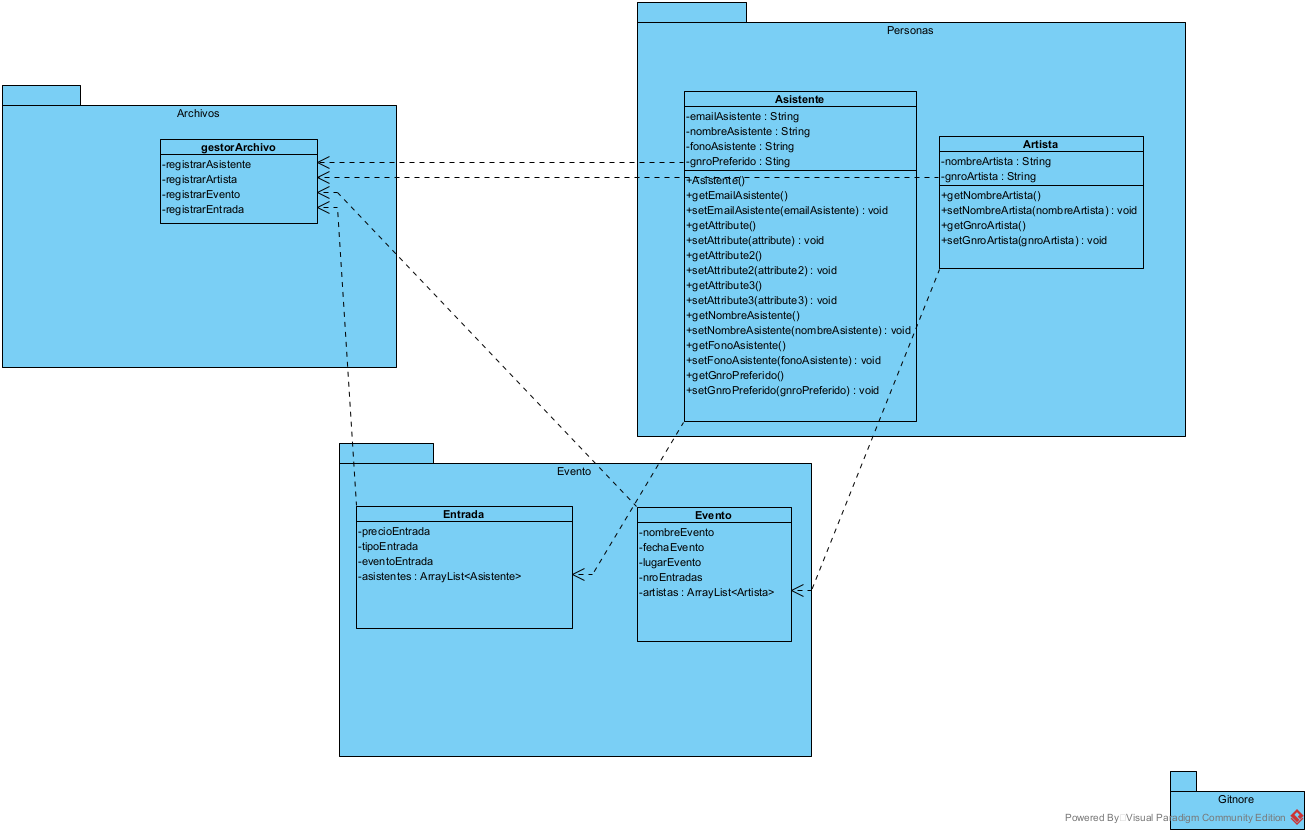 Personas
Archivos
gestorArchivo
-registrarAsistente
-registrarArtista
-registrarEvento
-registrarEntrada
Asistente
-emailAsistente : String
-nombreAsistente : String
-fonoAsistente : String
-gnroPreferido : Sting
+Asistente()
+getEmailAsistente()
+setEmailAsistente(emailAsistente) : void
+getAttribute()
+setAttribute(attribute) : void
+getAttribute2()
+setAttribute2(attribute2) : void
+getAttribute3()
+setAttribute3(attribute3) : void
+getNombreAsistente()
+setNombreAsistente(nombreAsistente) : void
+getFonoAsistente()
+setFonoAsistente(fonoAsistente) : void
+getGnroPreferido()
+setGnroPreferido(gnroPreferido) : void
Artista
-nombreArtista : String
-gnroArtista : String
+getNombreArtista()
+setNombreArtista(nombreArtista) : void
+getGnroArtista()
+setGnroArtista(gnroArtista) : void
Evento
Entrada
-precioEntrada
-tipoEntrada
-eventoEntrada
-asistentes : ArrayList<Asistente>
Evento
-nombreEvento
-fechaEvento
-lugarEvento
-nroEntradas
-artistas : ArrayList<Artista>
Gitnore
Powered By Visual Paradigm Community Edition